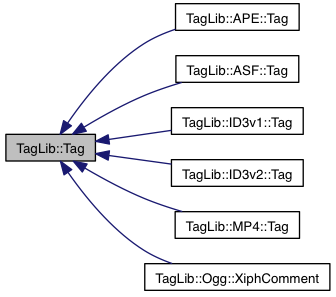 TagLib::APE::Tag
TagLib::ASF::Tag
TagLib::ID3v1::Tag
TagLib::Tag
TagLib::ID3v2::Tag
TagLib::MP4::Tag
TagLib::Ogg::XiphComment